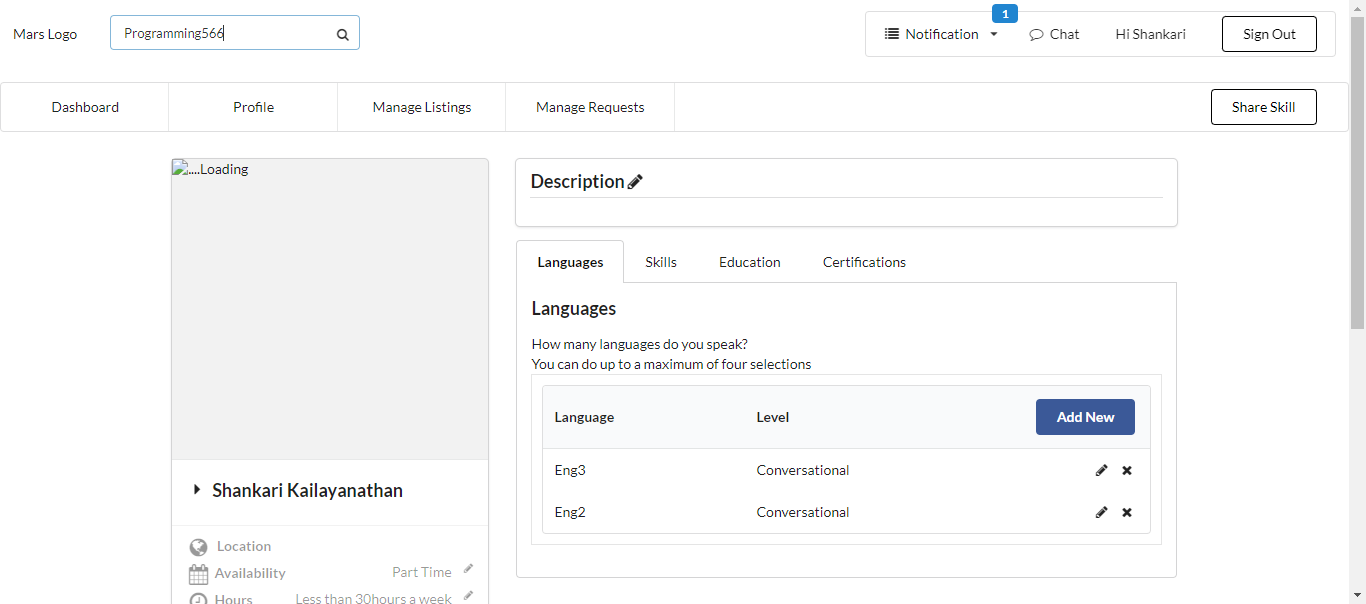 Mars Logo
Programming566
1
Notification
Chat
Hi Shankari
Sign Out
Dashboard
Profile
Manage Listings
Manage Requests
Share Skill
....Loading
Description
Languages
Skills
Education
Certifications
Languages
How many languages do you speak?
You can do up to a maximum of four selections
Language
Level
Add New
Eng3
Conversational
Eng2
Conversational
Shankari Kailayanathan
Location
Availability
Part Time
Hours
Less than 30hours a week